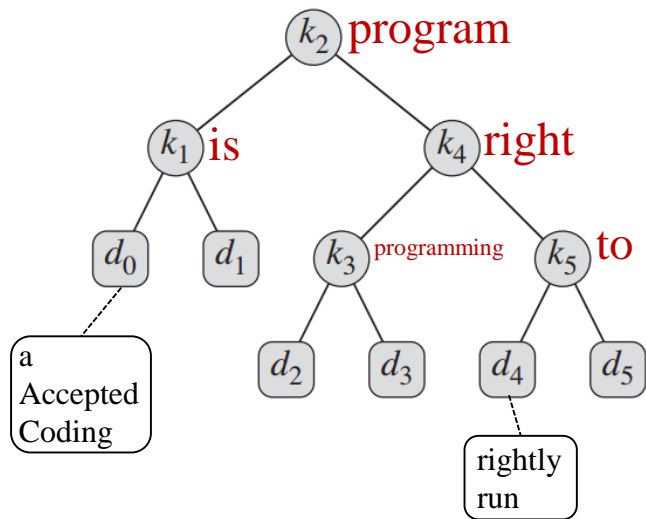 k₂ program
k₁ is
k₄ right
d₀
d₁
k₃ programming
k₅ to
a
Accepted
Coding
d₂
d₃
d₄
d₅
rightly
run